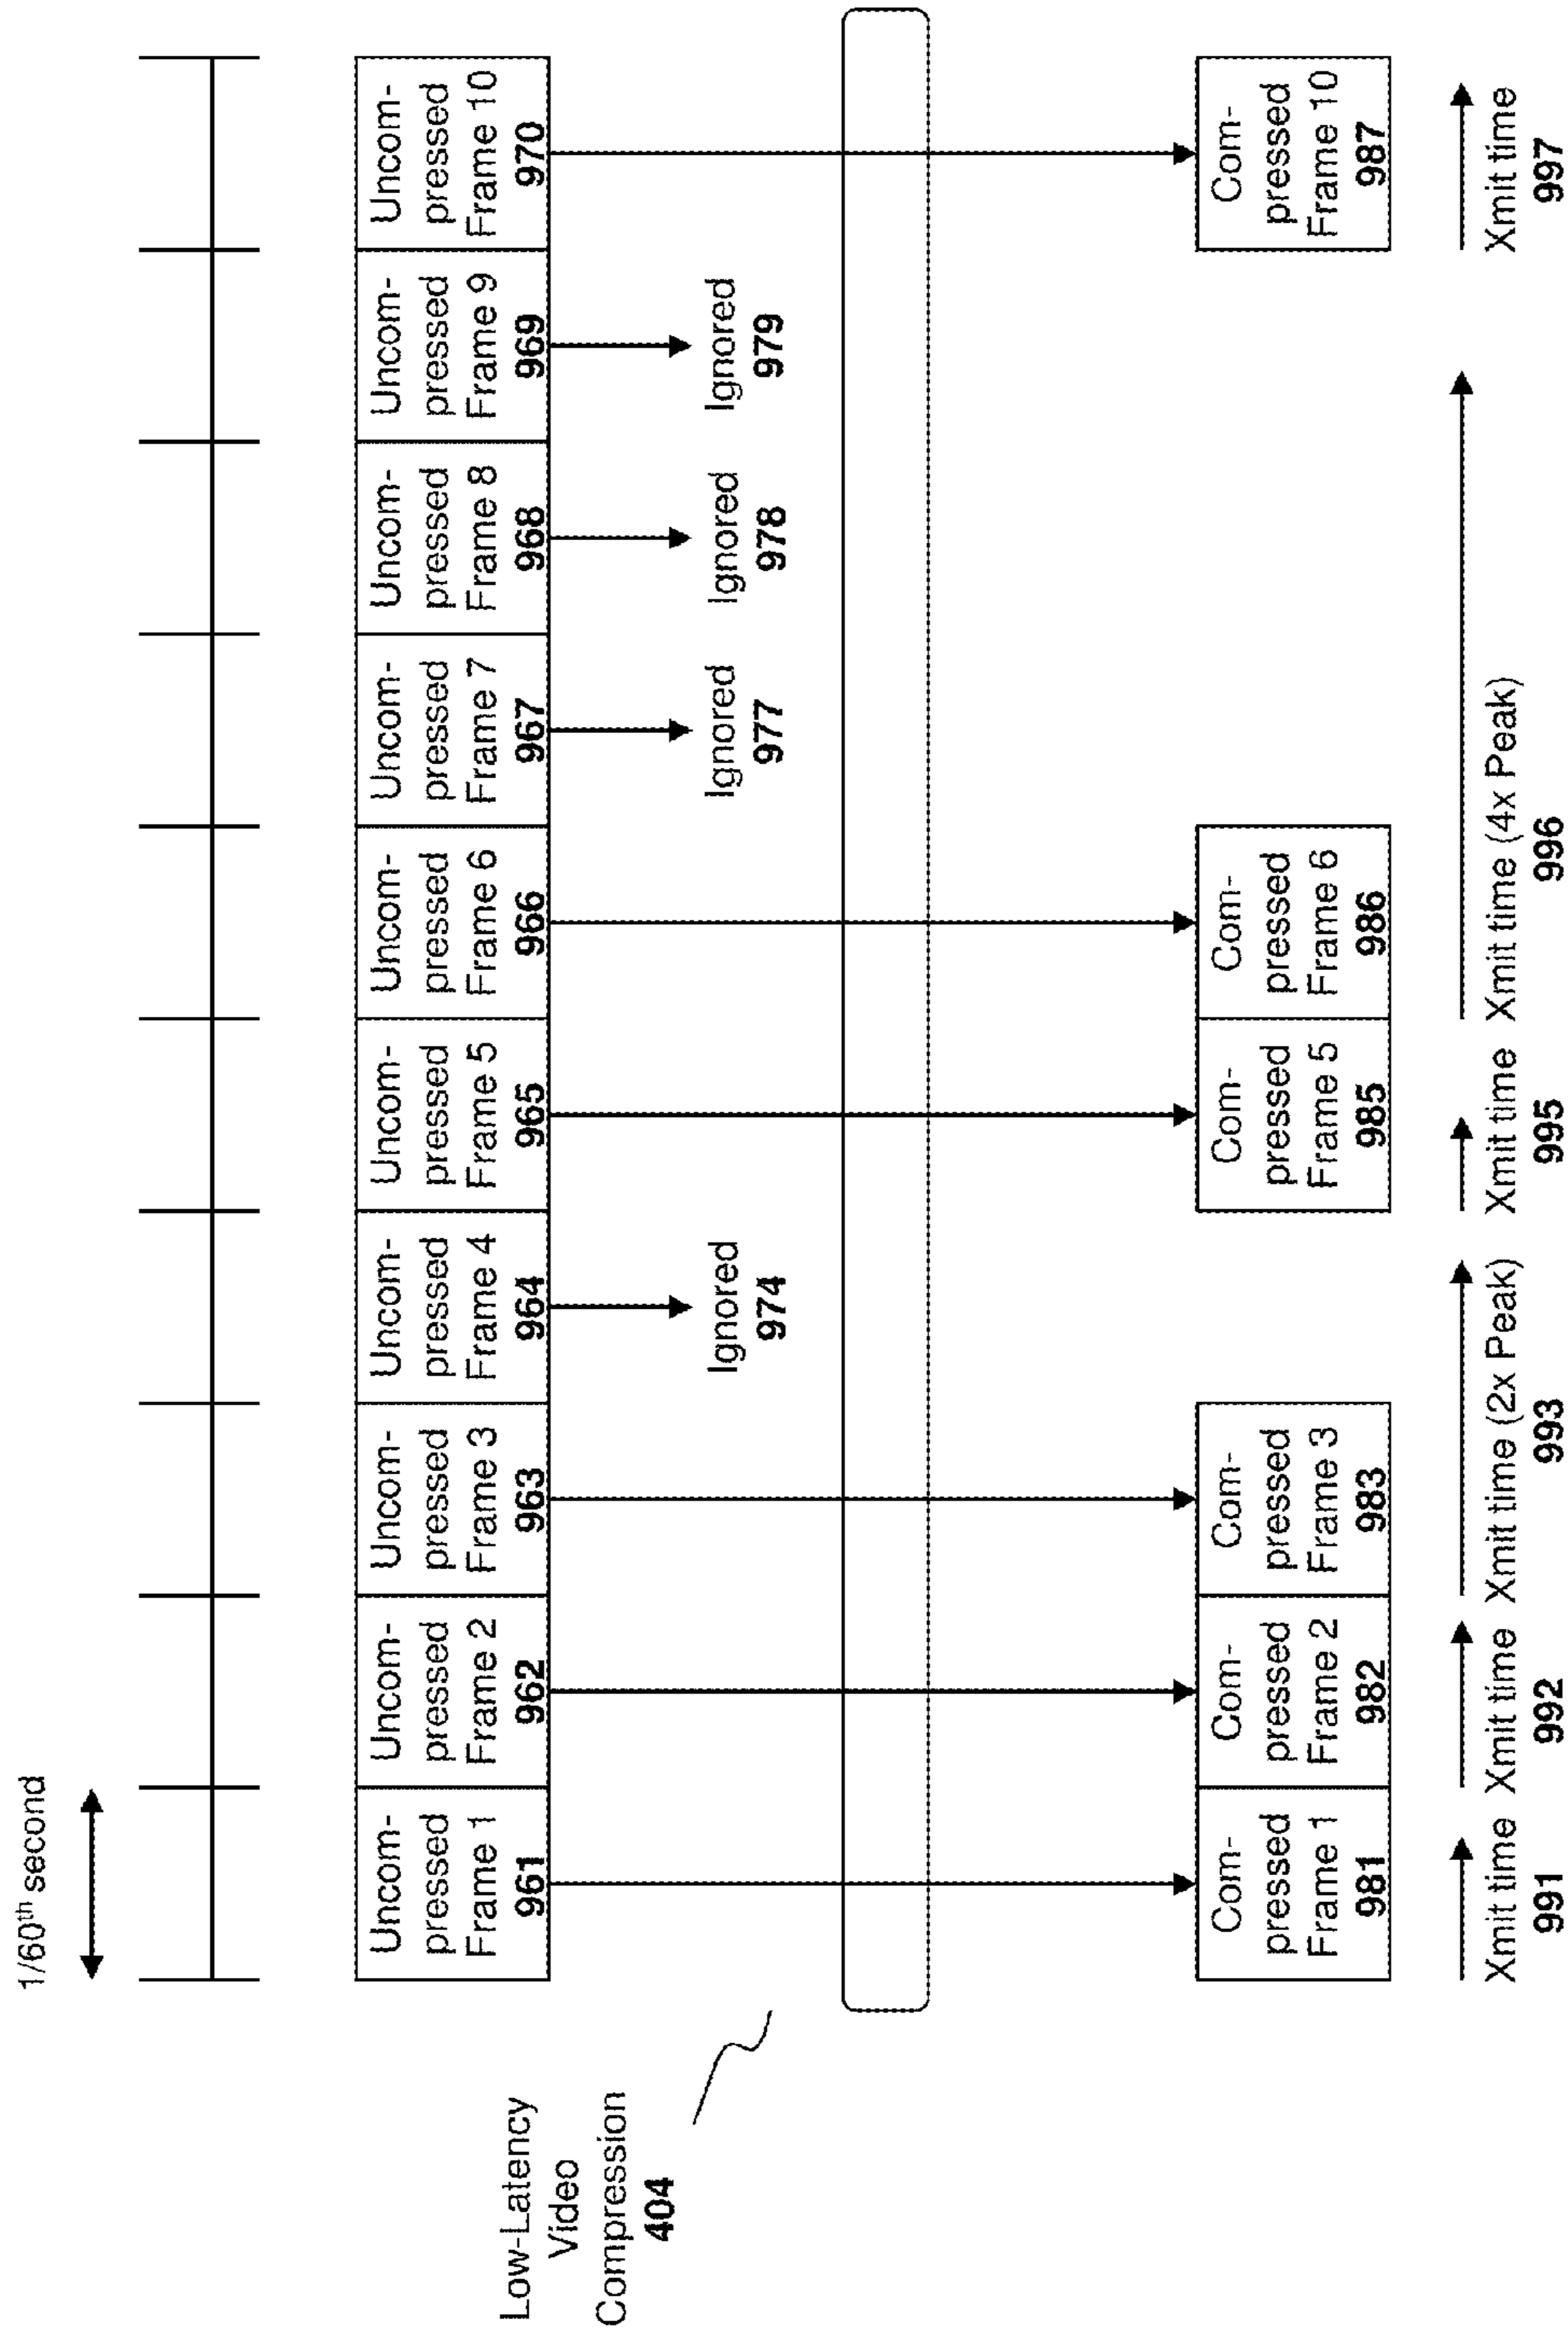 1/60th second
Uncom-
pressed
Frame 1
961
Uncom-
pressed
Frame 2
962
Uncom-
pressed
Frame 3
963
Uncom-
pressed
Frame 4
964
Uncom-
pressed
Frame 5
965
Uncom-
pressed
Frame 6
966
Uncom-
pressed
Frame 7
967
Uncom-
pressed
Frame 8
968
Uncom-
pressed
Frame 9
969
Uncom-
pressed
Frame 10
970
Ignored
974
Ignored
977
Ignored
978
Ignored
979
Low-Latency
Video
Compression
404
Com-
pressed
Frame 1
981
Com-
pressed
Frame 2
982
Com-
pressed
Frame 3
983
Com-
pressed
Frame 5
985
Com-
pressed
Frame 6
986
Com-
pressed
Frame 10
987
Xmit time
991
Xmit time
992
Xmit time (2x Peak)
993
Xmit time
995
Xmit time (4x Peak)
996
Xmit time
997